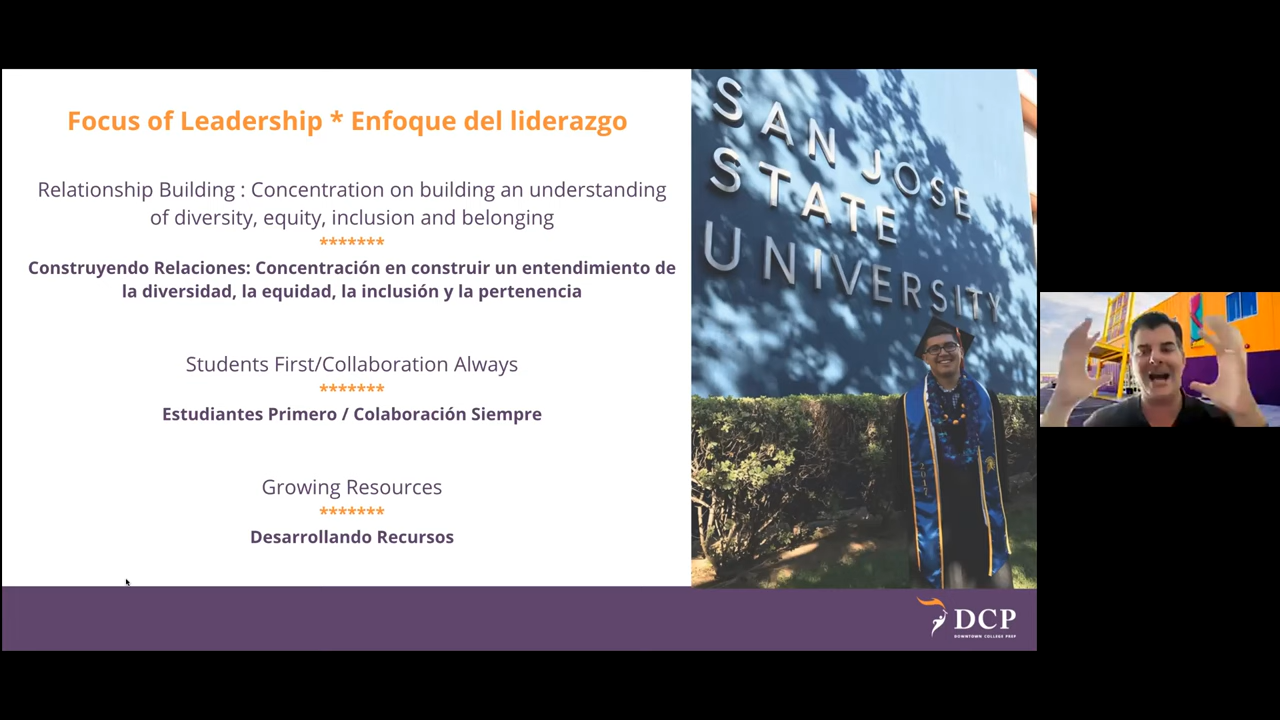 Focus of Leadership * Enfoque del liderazgo
Relationship Building : Concentration on building an understanding
of diversity, equity, inclusion and belonging
*******
Construyendo Relaciones: Concentración en construir un entendimiento de
la diversidad, la equidad, la inclusión y la pertenencia
Students First/Collaboration Always
*******
Estudiantes Primero / Colaboración Siempre
Growing Resources
*******
Desarrollando Recursos
SAN JOSE
STATE
UNIVERSITY
2017
DCP
DOWNTOWN COLLEGE PREP